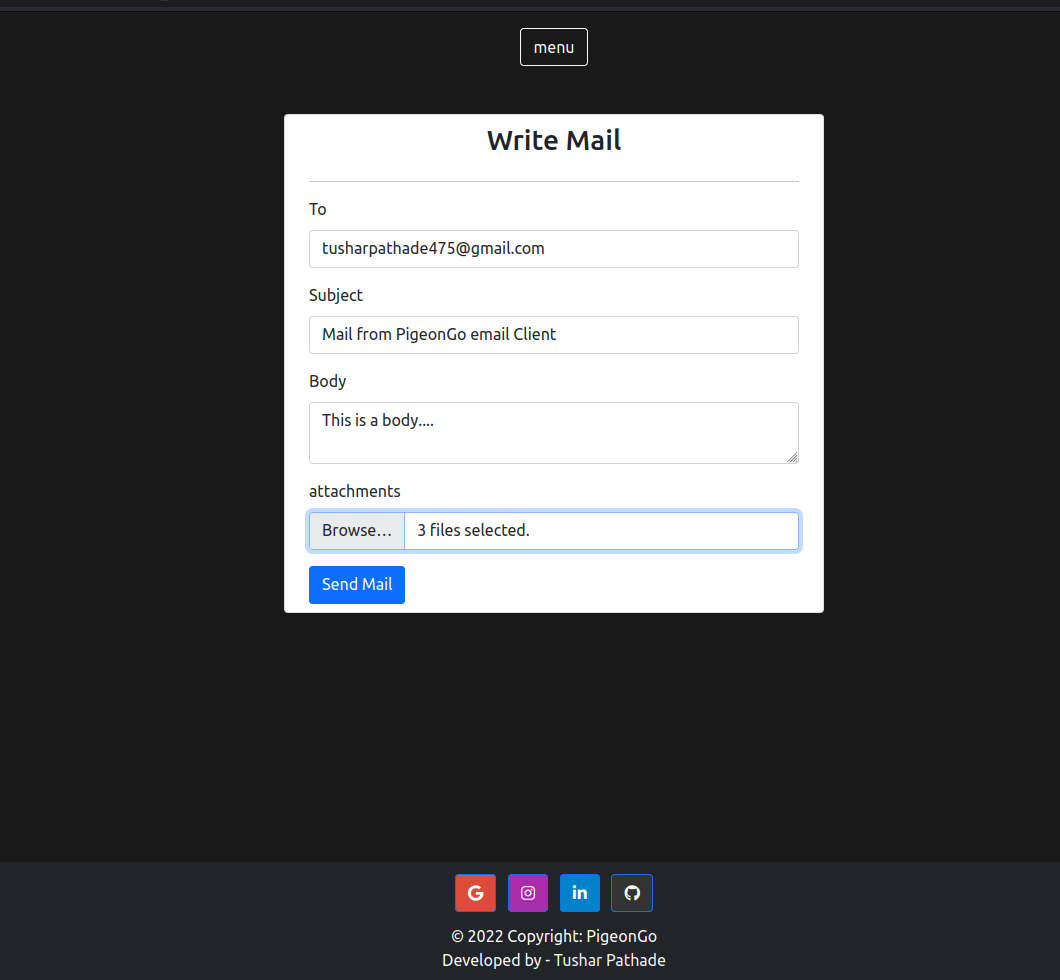 menu
Write Mail
To
tusharpathade475@gmail.com
Subject
Mail from PigeonGo email Client
Body
This is a body....
attachments
Browse... 3 files selected.
Send Mail
© 2022 Copyright: PigeonGo
Developed by - Tushar Pathade